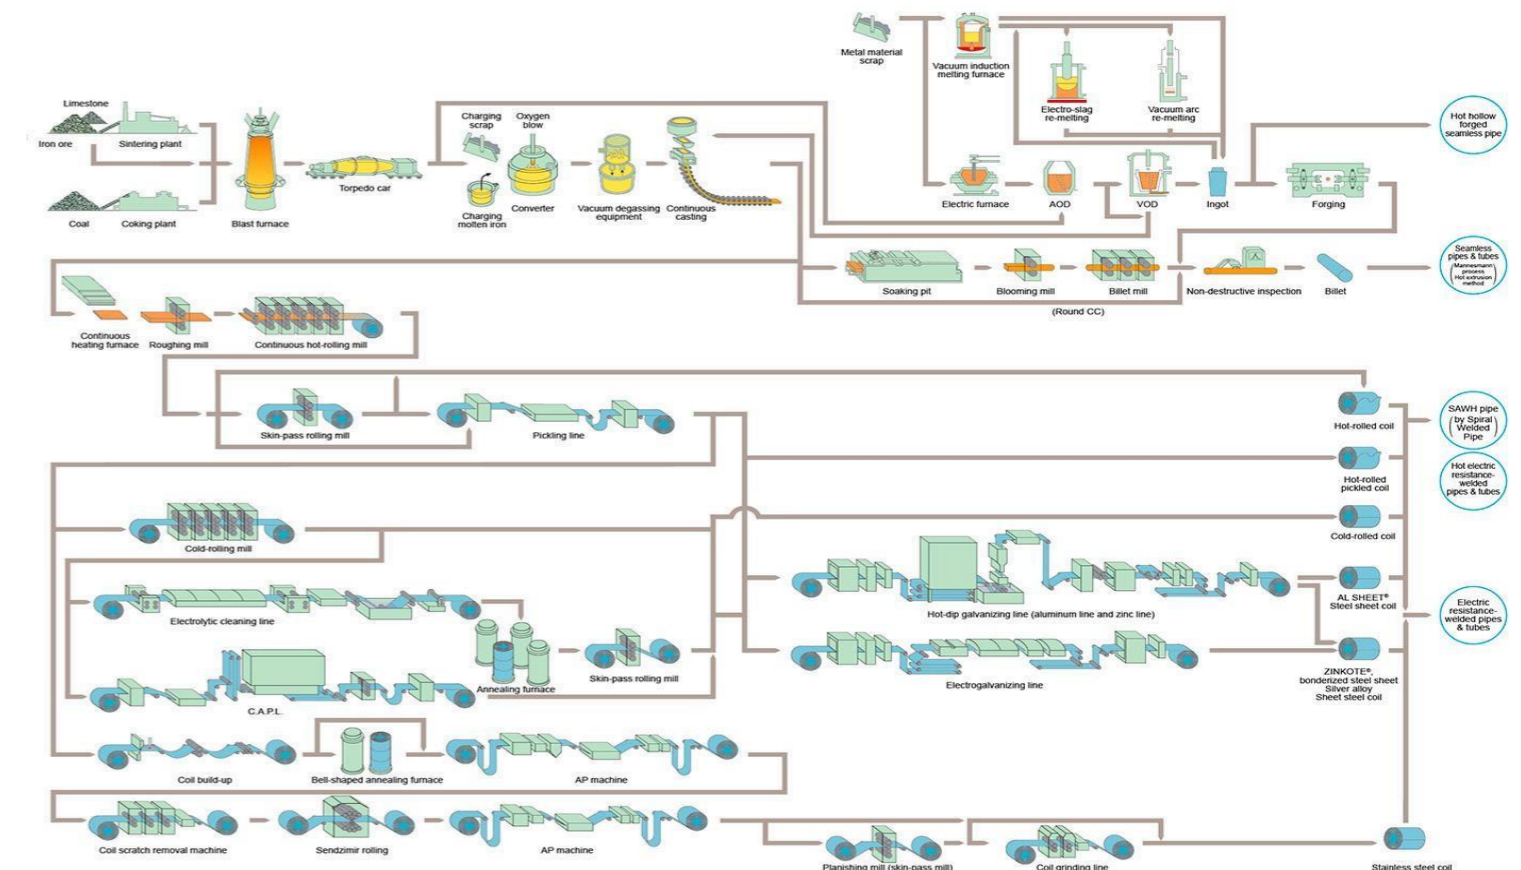 Metal material
scrap
Vacuum induction
melting furnace
Electro-slag
re-melting
Vacuum arc
re-melting
Hot hollow
forged
seamless pipe
Limestone
Iron ore
Sintering plant
Coal
Coking plant
Blast furnace
Torpedo car
Charging
scrap
Oxygen
blow
Charging
molten iron
Converter
Vacuum degassing
equipment
Continuous
casting
Electric furnace
AOD
VOD
Ingot
Forging
Soaking pit
Blooming mill
Billet mill
Non-destructive inspection
Billet
Seamless
pipes & tubes
(Mannesmann
process
Hot extrusion
method)
(Round CC)
Continuous
heating furnace
Roughing mill
Continuous hot-rolling mill
Skin-pass rolling mill
Pickling line
Hot-rolled coil
SAWH pipe
(by Spiral
Welded
Pipe)
Hot-rolled
pickled coil
Hot electric
resistance-
welded
pipes & tubes
Cold-rolling mill
Cold-rolled coil
Electrolytic cleaning line
Hot-dip galvanizing line (aluminum line and zinc line)
AL SHEET®
Steel sheet coil
Electric
resistance-
welded pipes
& tubes
Annealing furnace
Skin-pass rolling mill
Electrogalvanizing line
ZINKOTE®,
bonderized steel sheet
Silver alloy
Sheet steel coil
C.A.P.L.
Coil build-up
Bell-shaped annealing furnace
AP machine
Coil scratch removal machine
Sendzimir rolling
AP machine
Planishing mill (skin-pass mill)
Coil grinding line
Stainless steel coil